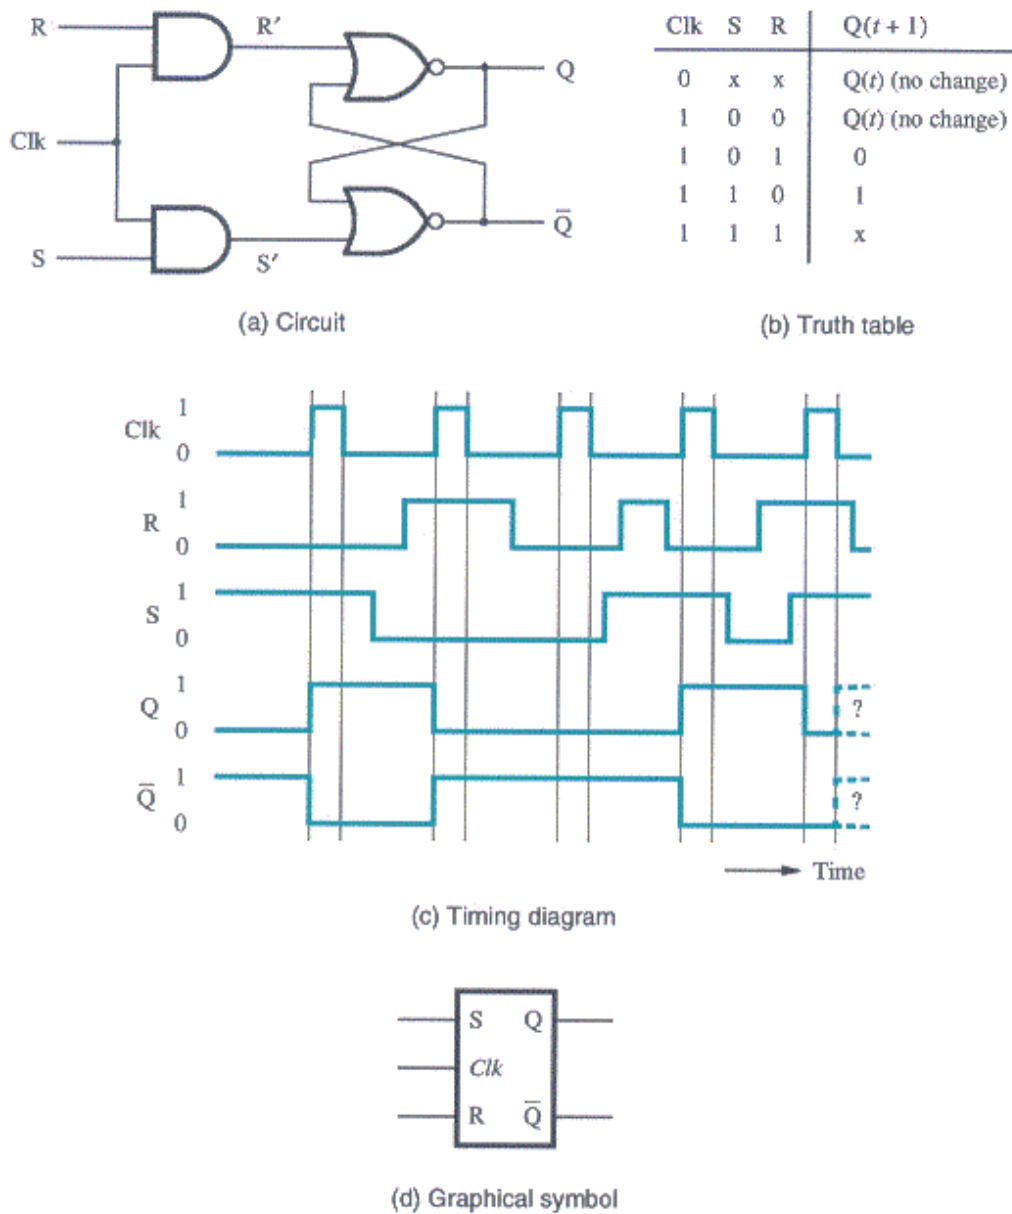 R
R′
Q
Clk
S
S′
Q̅
(a) Circuit
Clk S R Q(t + 1)
0 x x Q(t) (no change)
1 0 0 Q(t) (no change)
1 0 1 0
1 1 0 1
1 1 1 x
(b) Truth table
Clk
1
0
R
1
0
S
1
0
Q
1
0
?
Q̅
1
0
?
Time
(c) Timing diagram
S Q
Clk
R Q̅
(d) Graphical symbol